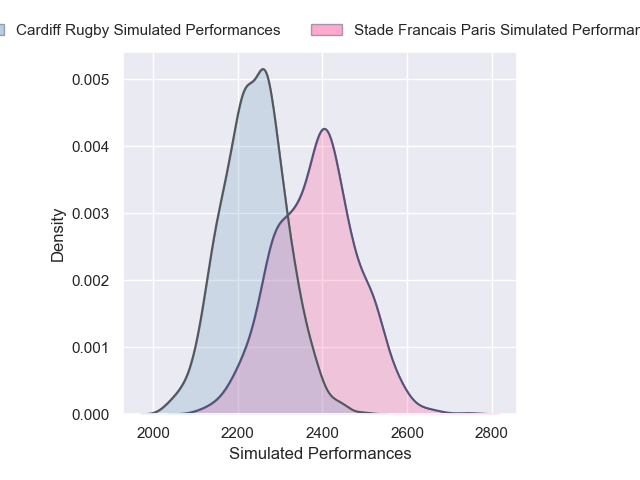 Cardiff Rugby Simulated Performances
Stade Francais Paris Simulated
0.005
0.004
0.003
0.002
0.001
0.000
Density
2000 2200 2400 2600 2800
Simulated Performances